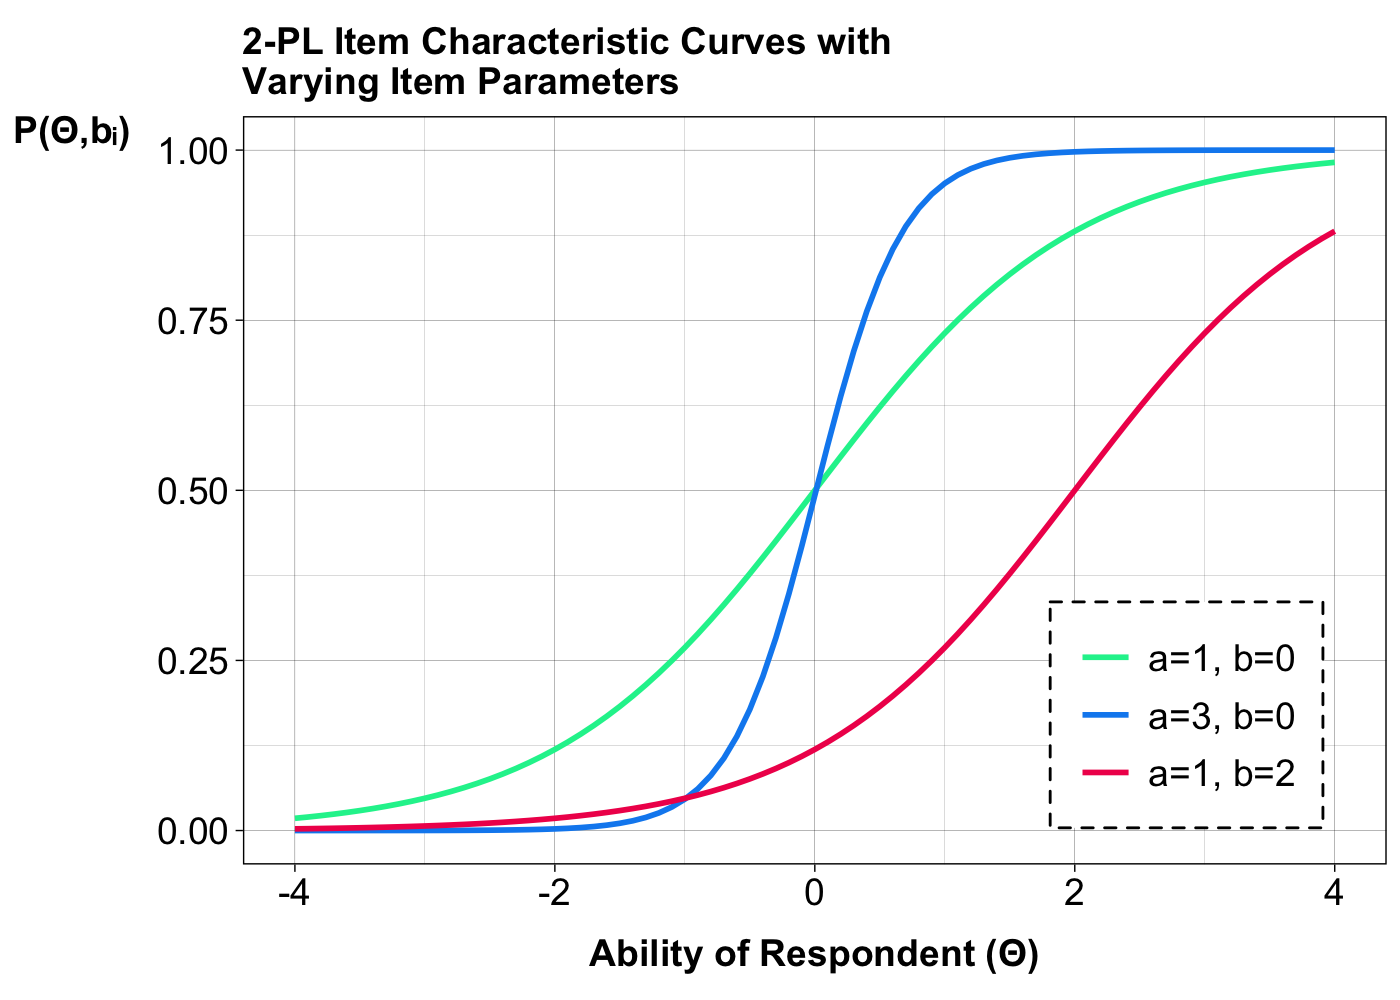 2-PL Item Characteristic Curves with
Varying Item Parameters
P(Θ,bᵢ)
1.00
0.75
0.50
0.25
0.00
a=1, b=0
a=3, b=0
a=1, b=2
-4 -2 0 2 4
Ability of Respondent (Θ)